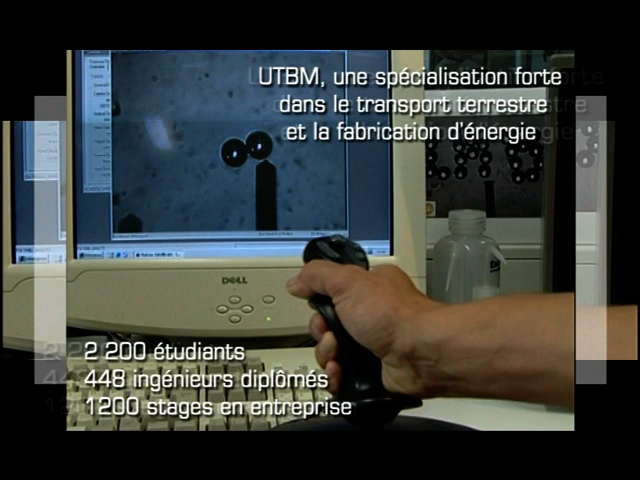 UTBM, une spécialisation forte
dans le transport terrestre
et la fabrication d'énergie
DELL
2 200 étudiants
448 ingénieurs diplômés
1200 stages en entreprise